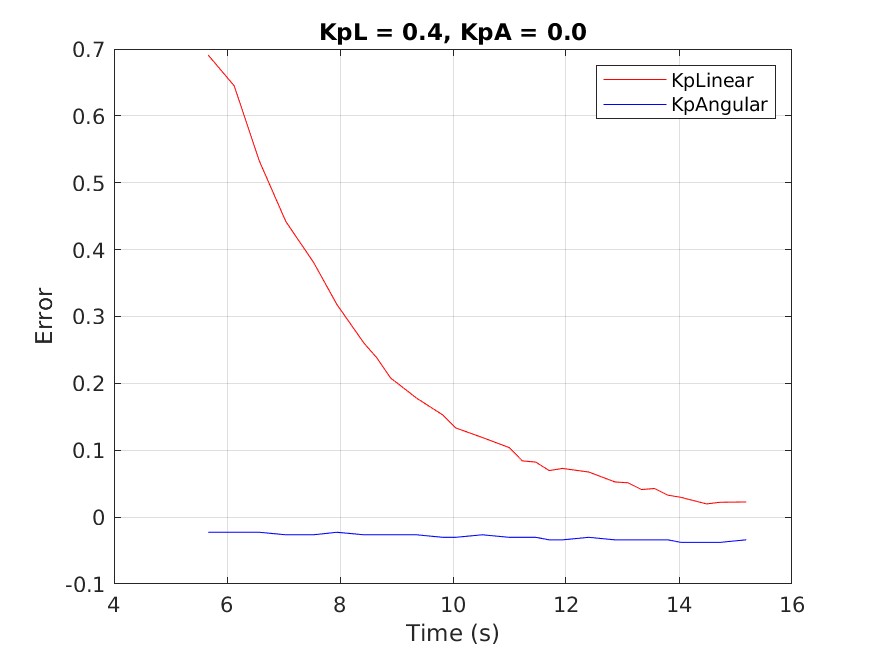 KpL = 0.4, KpA = 0.0
KpLinear
KpAngular
0.7
0.6
0.5
0.4
0.3
0.2
0.1
0
-0.1
Error
4 6 8 10 12 14 16
Time (s)